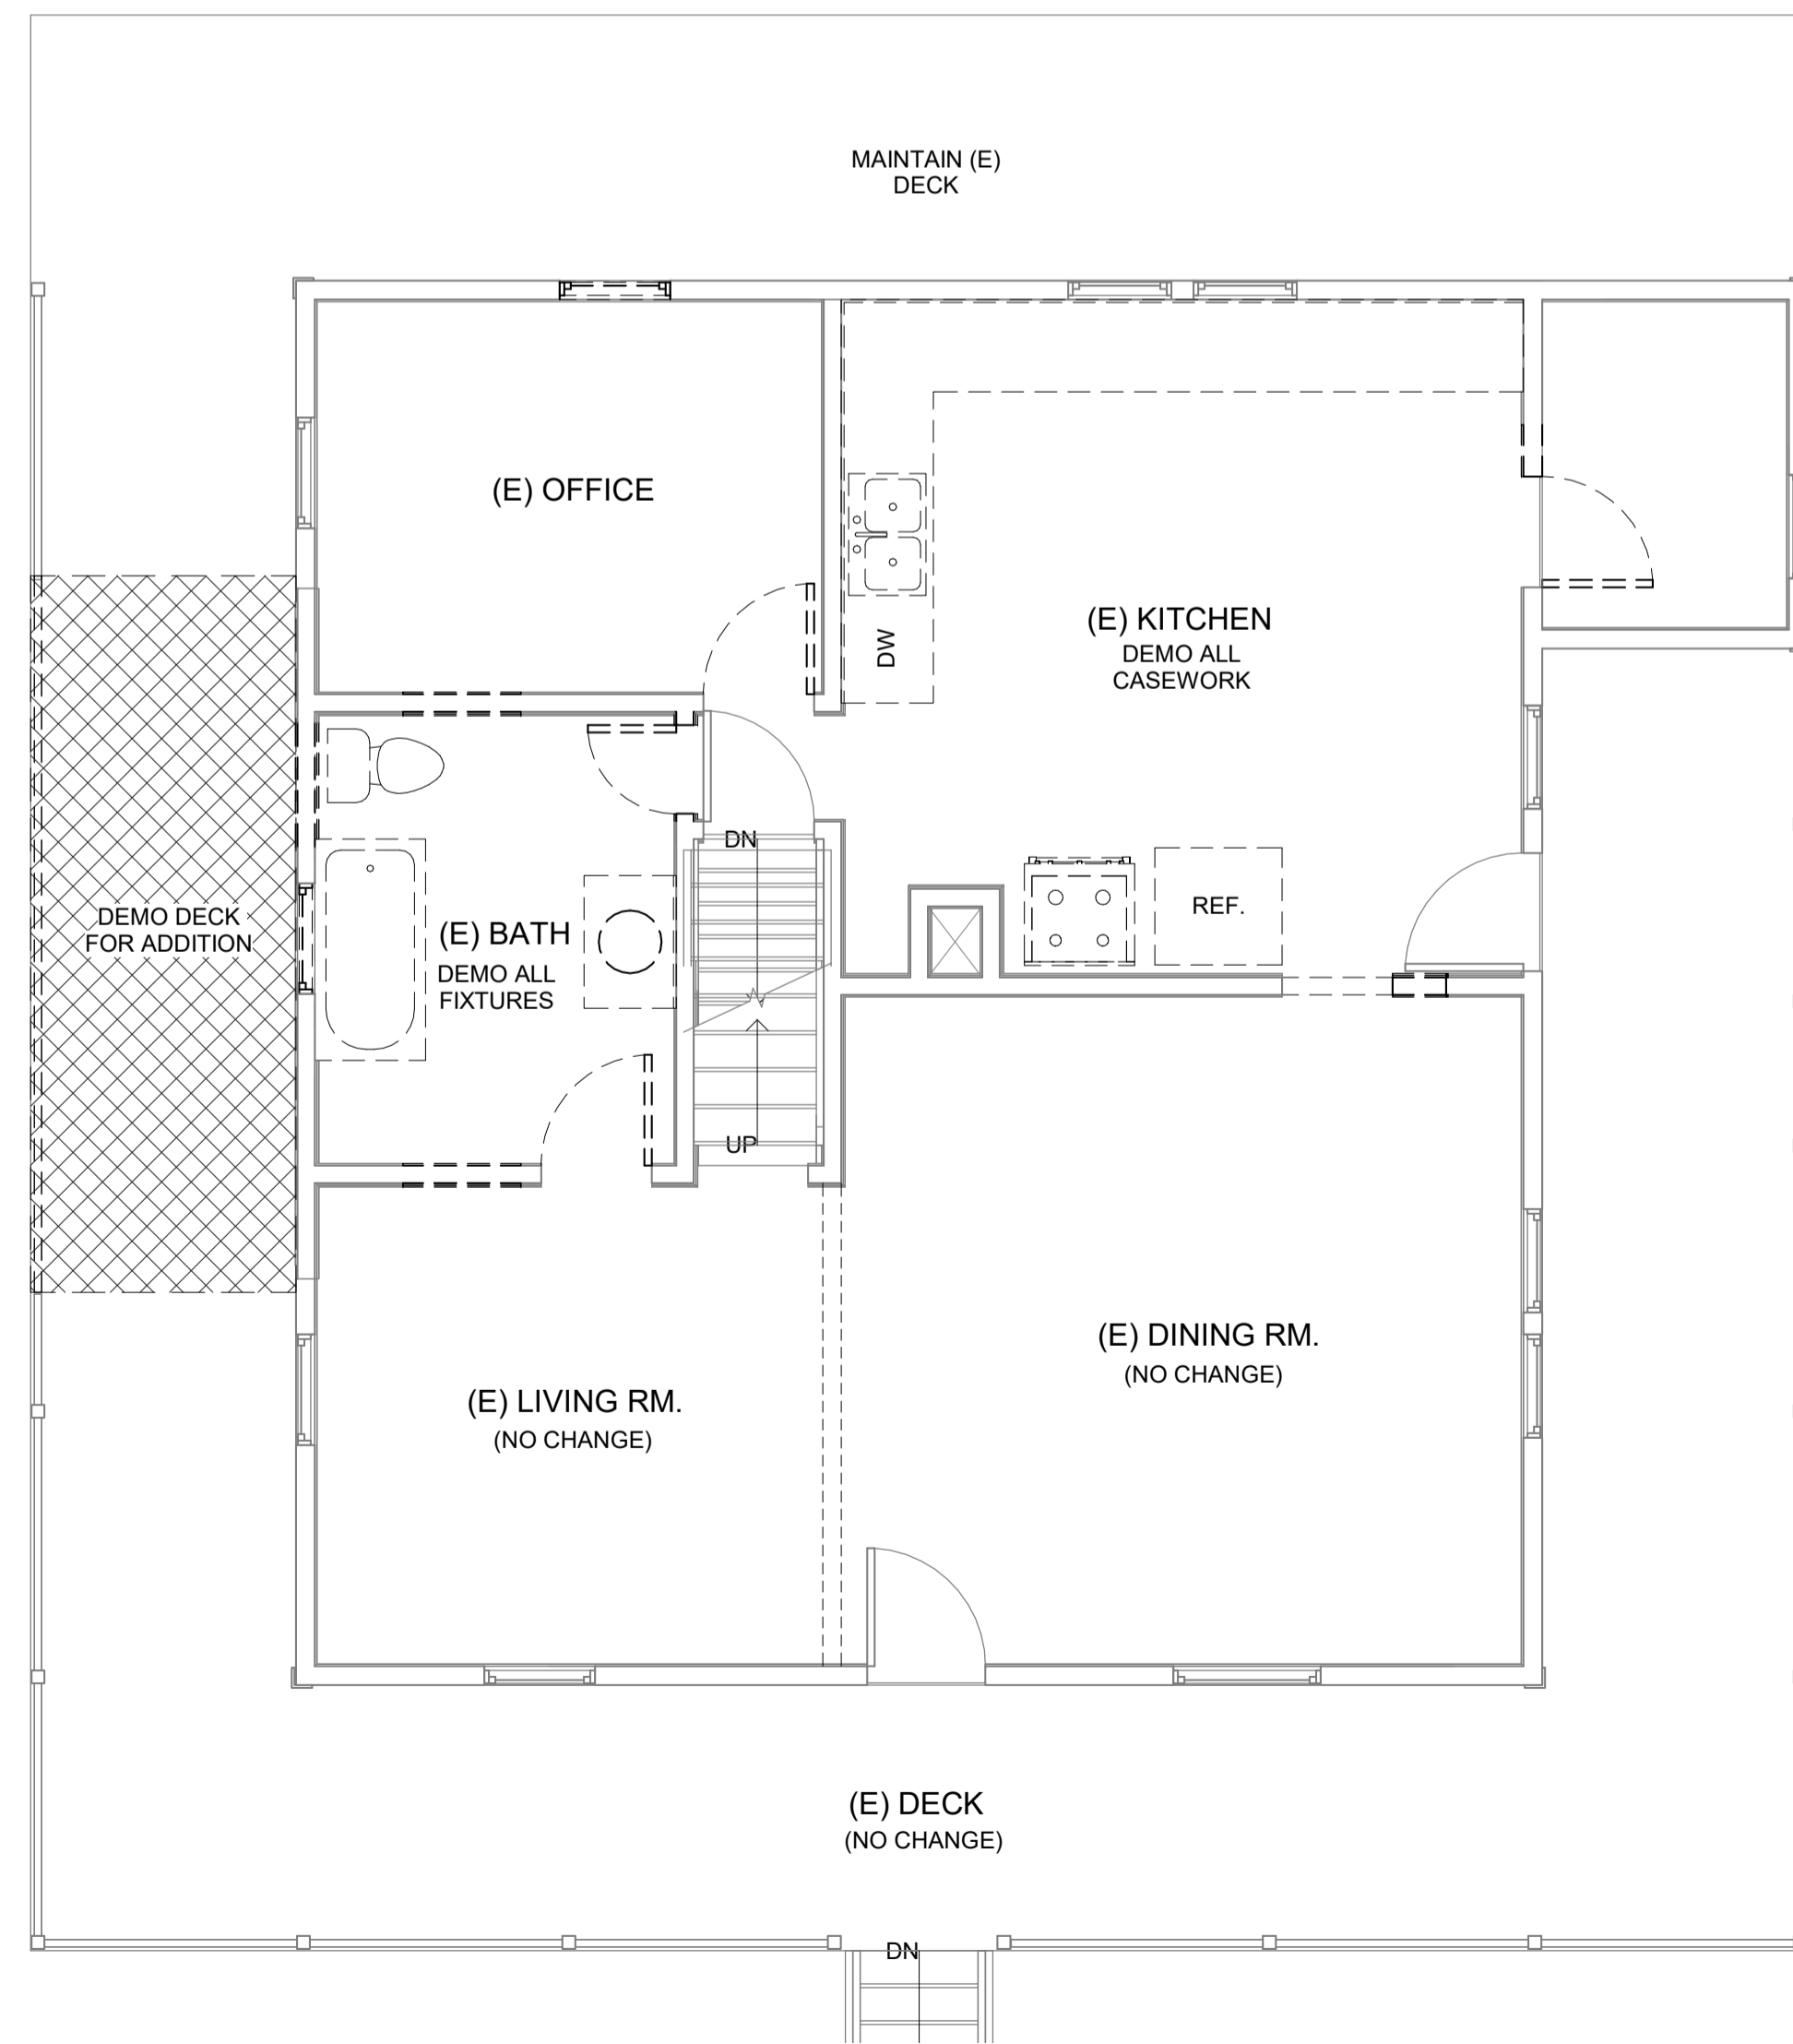 MAINTAIN (E)
DECK
(E) OFFICE
(E) KITCHEN
DEMO ALL
CASEWORK
DW
DN
REF.
DEMO DECK
FOR ADDITION
(E) BATH
DEMO ALL
FIXTURES
UP
(E) DINING RM.
(NO CHANGE)
(E) LIVING RM.
(NO CHANGE)
(E) DECK
(NO CHANGE)
DN